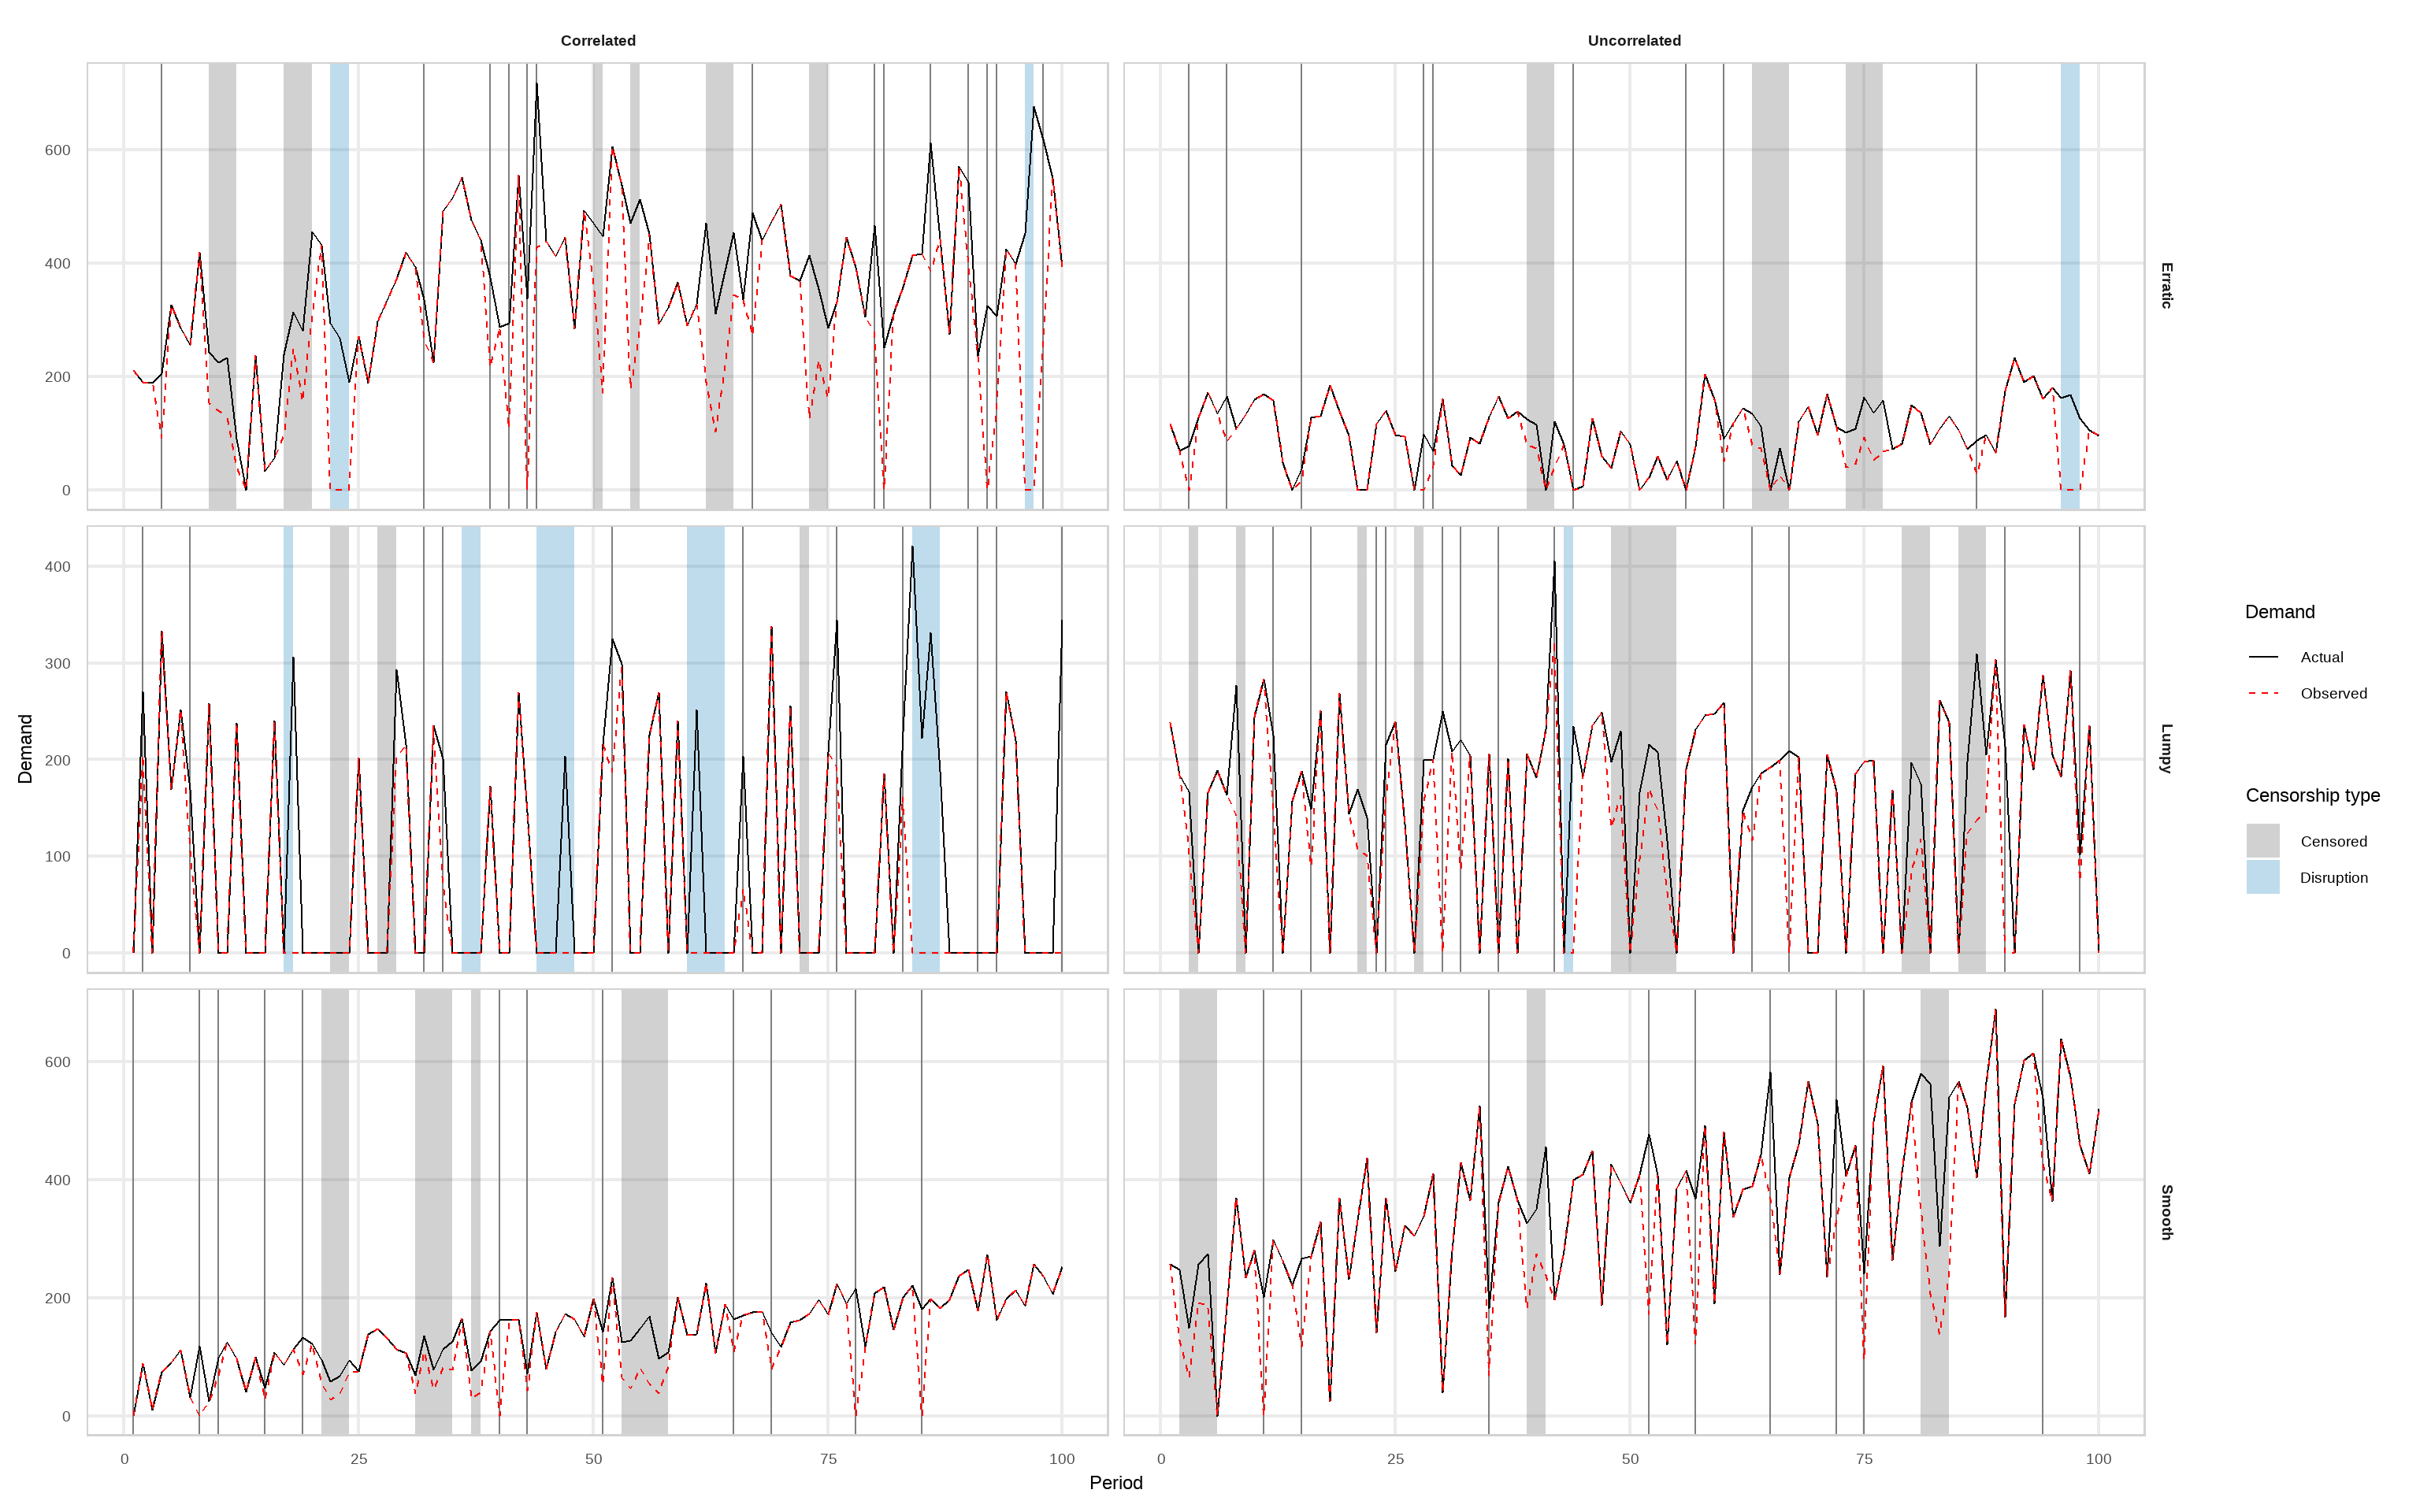 Correlated
Uncorrelated
600
400
200
0
Erratic
400
300
200
100
0
Lumpy
600
400
200
0
Smooth
0
25
50
75
100
0
25
50
75
100
Period
Demand
Demand
Actual
Observed
Censorship type
Censored
Disruption